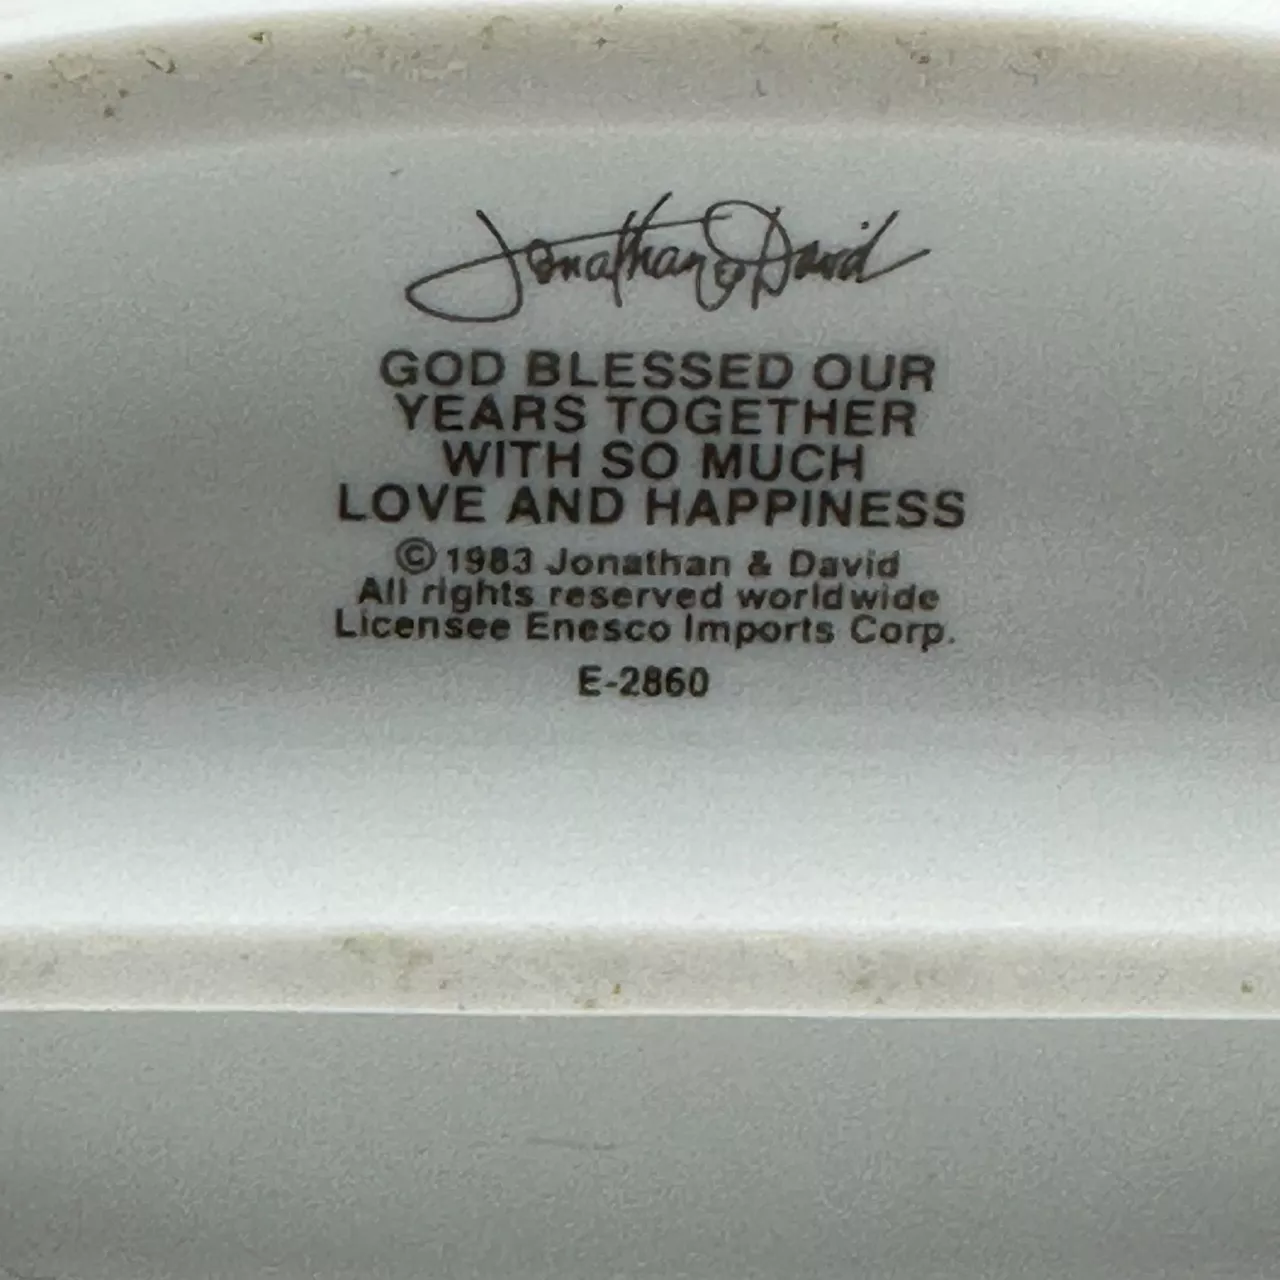 Jonathan & David
GOD BLESSED OUR
YEARS TOGETHER
WITH SO MUCH
LOVE AND HAPPINESS
© 1983 Jonathan & David
All rights reserved worldwide
Licensee Enesco Imports Corp.
E-2860